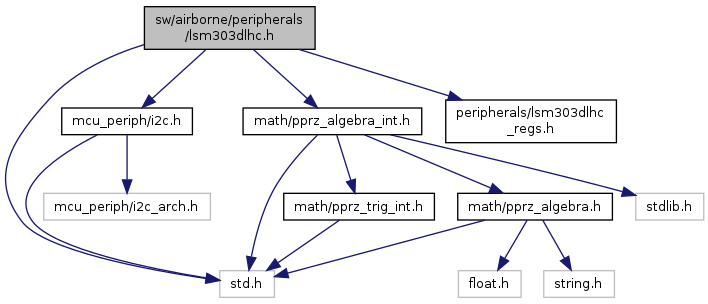 sw/airborne/peripherals
/lsm303dlhc.h
mcu_periph/i2c.h
math/pprz_algebra_int.h
peripherals/lsm303dlhc
_regs.h
mcu_periph/i2c_arch.h
math/pprz_trig_int.h
math/pprz_algebra.h
stdlib.h
std.h
float.h
string.h